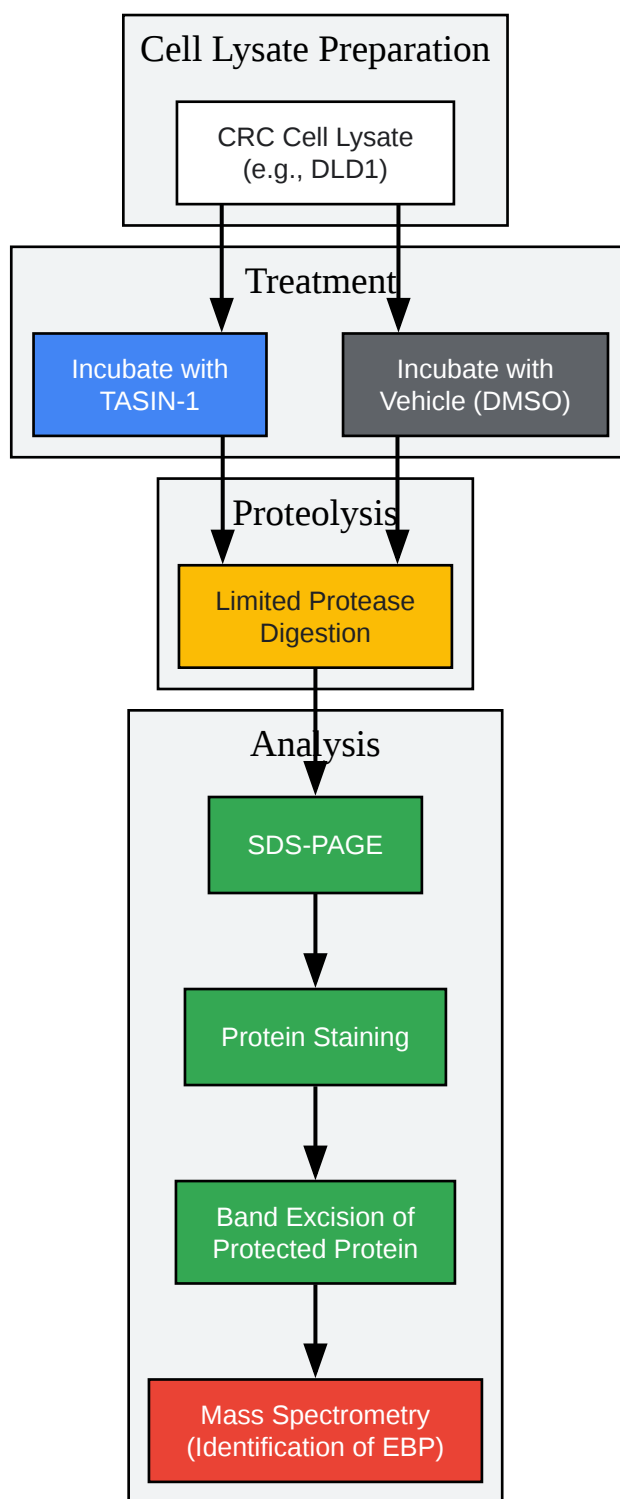 Cell Lysate Preparation
CRC Cell Lysate
(e.g., DLD1)
Treatment
Incubate with
TASIN-1
Incubate with
Vehicle (DMSO)
Proteolysis
Limited Protease
Digestion
Analysis
SDS-PAGE
Protein Staining
Band Excision of
Protected Protein
Mass Spectrometry
(Identification of EBP)